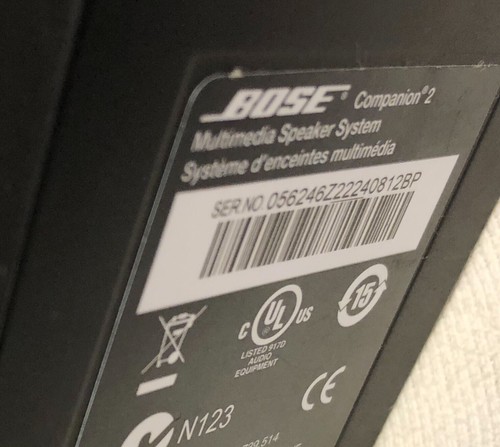 BOSE® Companion®2
Multimedia Speaker System
Système d'enceintes multimédia
SER.NO. 056246Z22240812BP
C UL US
LISTED 917D
AUDIO
EQUIPMENT
15
CE
N123